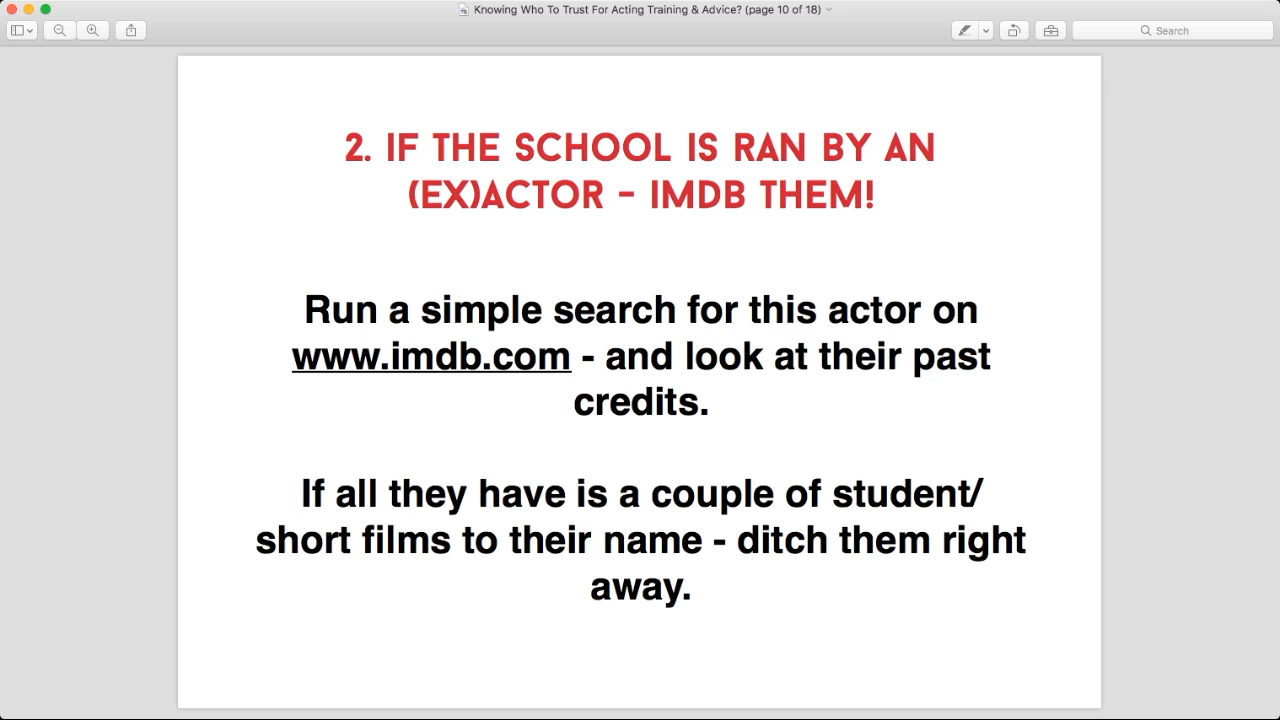 Knowing Who To Trust For Acting Training & Advice? (page 10 of 18)
Search
2. IF THE SCHOOL IS RAN BY AN
(EX)ACTOR - IMDB THEM!
Run a simple search for this actor on
www.imdb.com - and look at their past
credits.
If all they have is a couple of student/
short films to their name - ditch them right
away.